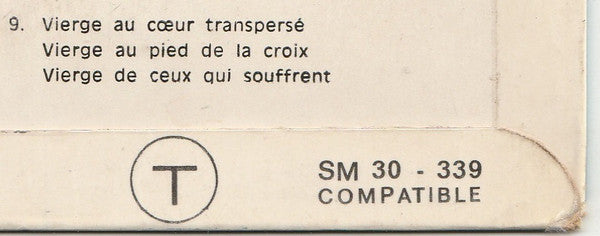 9. Vierge au cœur transpersé
Vierge au pied de la croix
Vierge de ceux qui souffrent
T
SM 30 - 339
COMPATIBLE